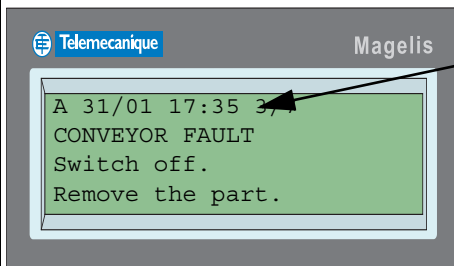 Telemecanique
Magelis
A 31/01 17:35
CONVEYOR FAULT
Switch off.
Remove the part.